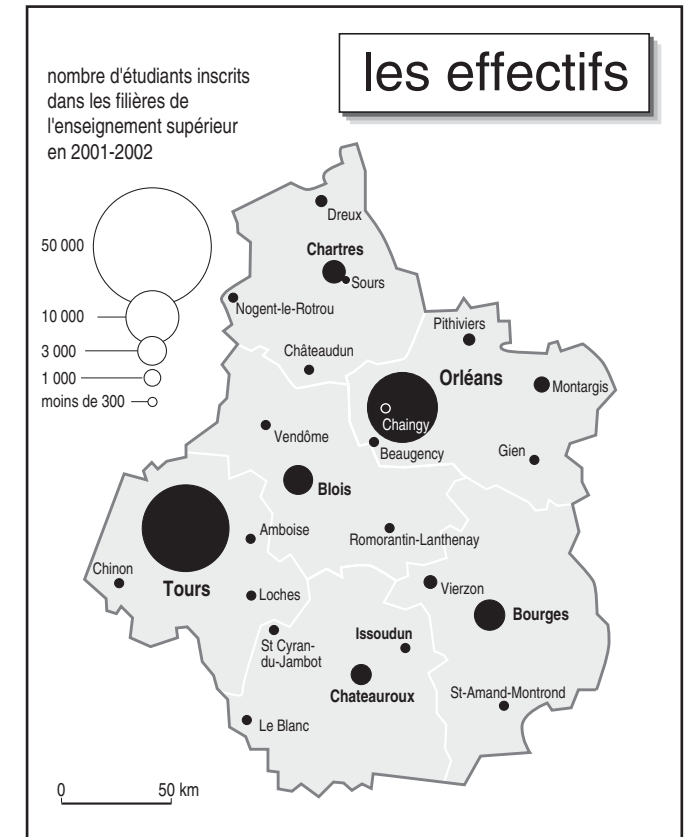 les effectifs
nombre d'étudiants inscrits
dans les filières de
l'enseignement supérieur
en 2001-2002
50 000
10 000
3 000
1 000
moins de 300
Dreux
Chartres
Sours
Nogent-le-Rotrou
Pithiviers
Châteaudun
Orléans
Montargis
Chaingy
Vendôme
Beaugency
Gien
Blois
Amboise
Romorantin-Lanthenay
Chinon
Tours
Loches
Vierzon
Bourges
Issoudun
St Cyran-
du-Jambot
Chateauroux
St-Amand-Montrond
Le Blanc
0 50 km